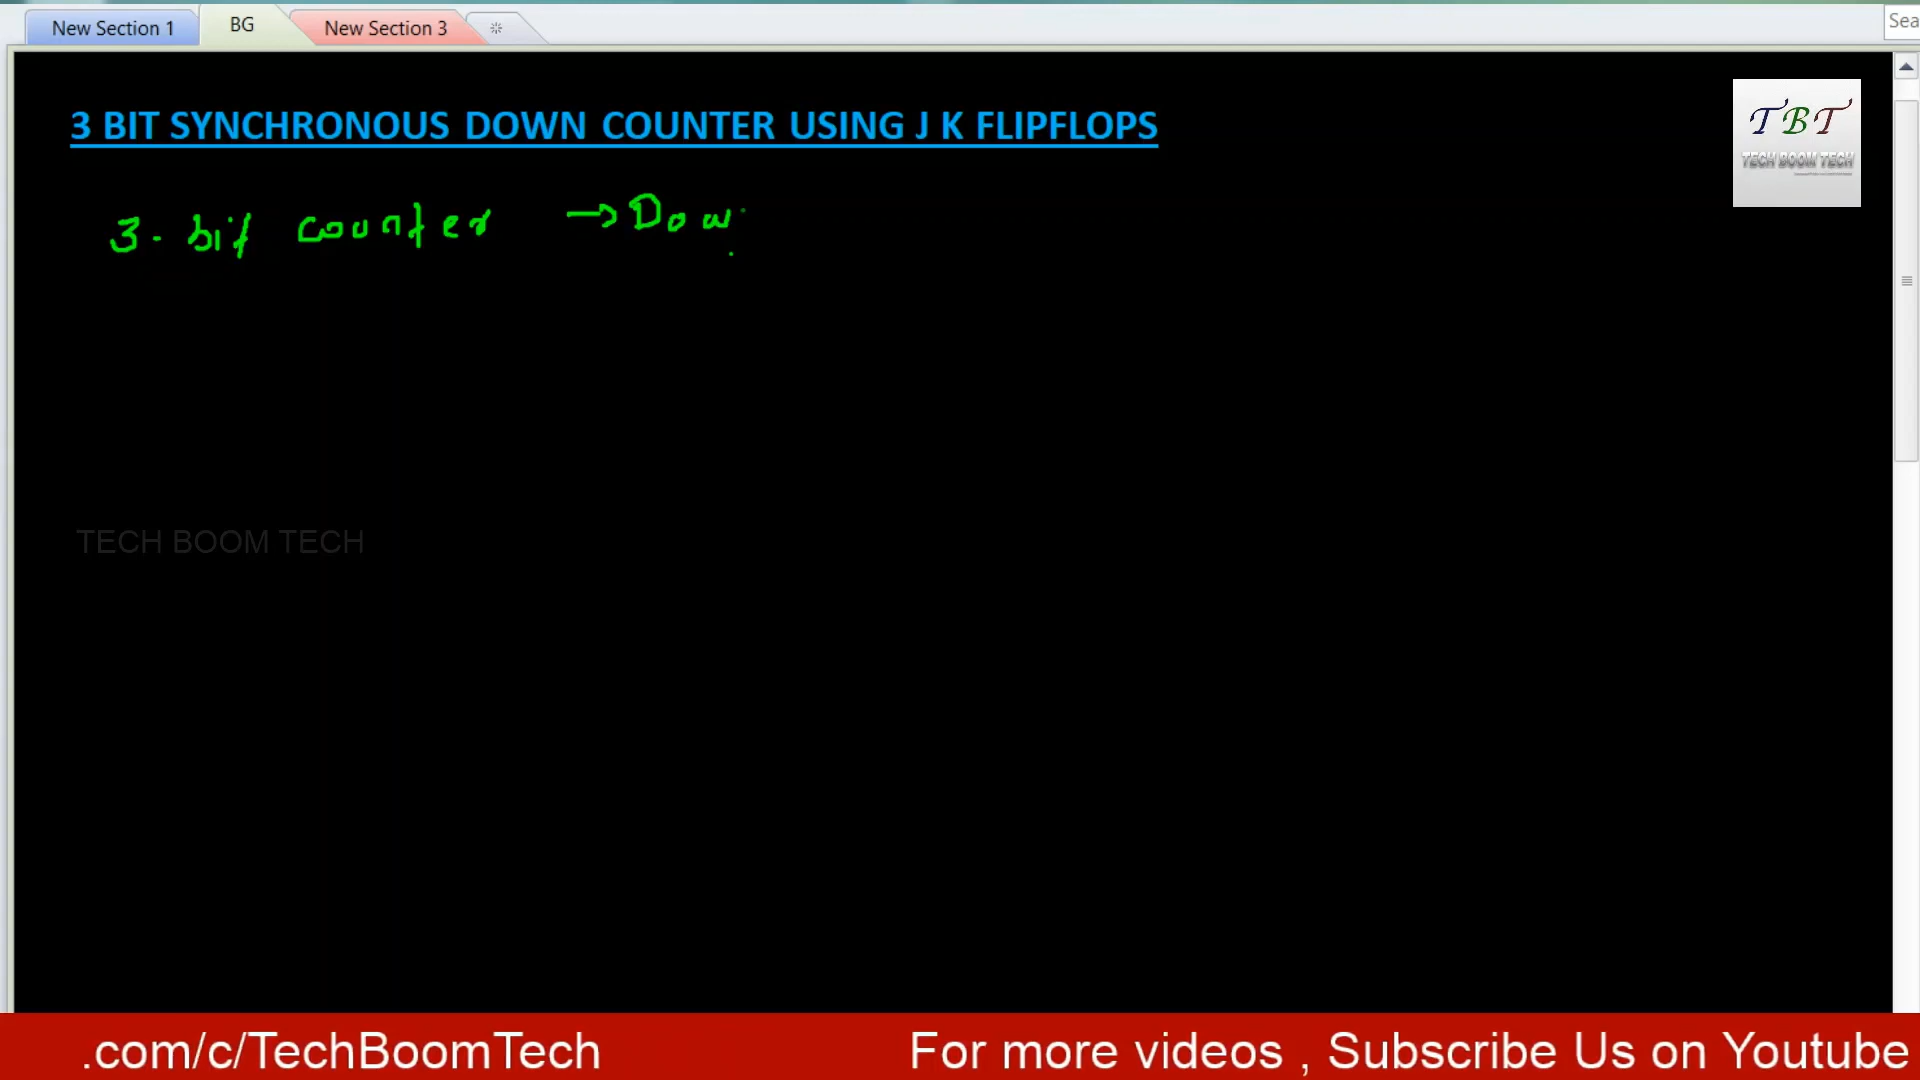 New Section 1 BG New Section 3
Sea
3 BIT SYNCHRONOUS DOWN COUNTER USING J K FLIPFLOPS
TBT
TECH BOOM TECH
3- bit counter → Dow
TECH BOOM TECH
.com/c/TechBoomTech For more videos , Subscribe Us on Youtube